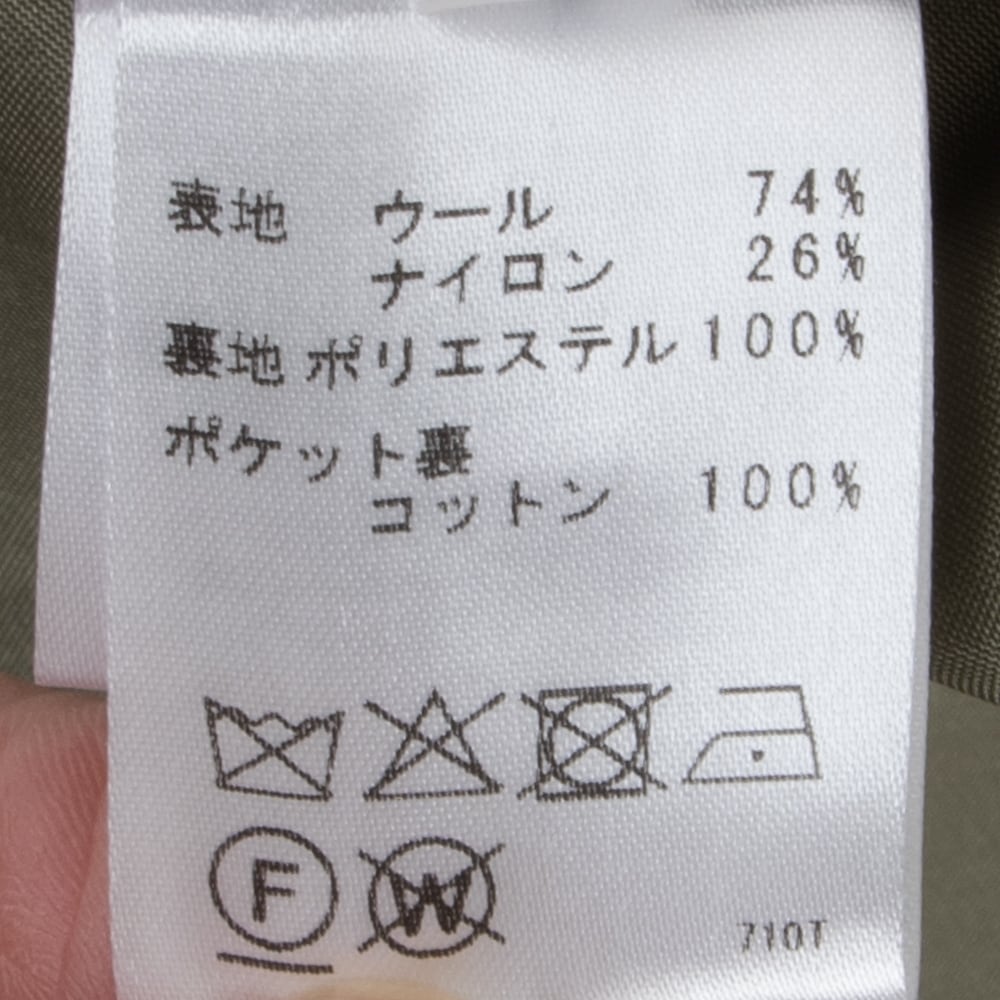 表地 ウール 74%
ナイロン 26%
裏地 ポリエステル 100%
ポケット裏
コットン 100%
F W
710T